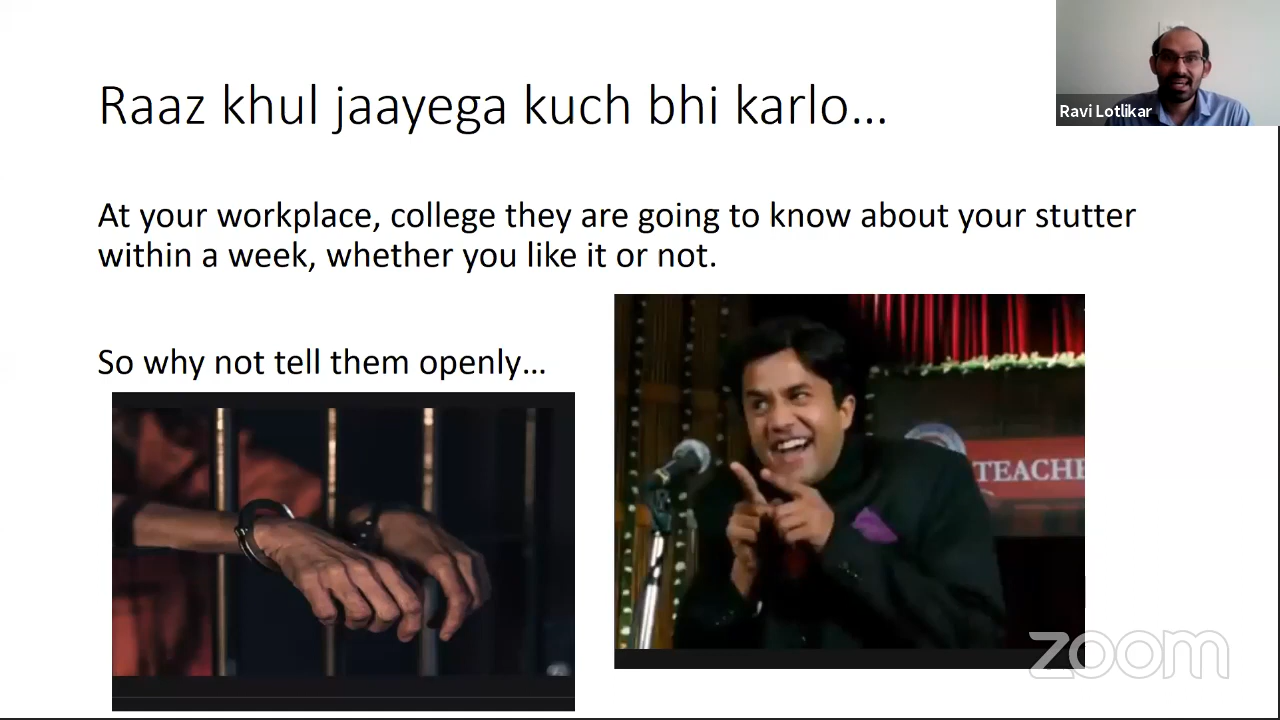 Raaz khul jaayega kuch bhi karlo...
Ravi Lotlikar
At your workplace, college they are going to know about your stutter
within a week, whether you like it or not.
So why not tell them openly...
TEACHE
zoom